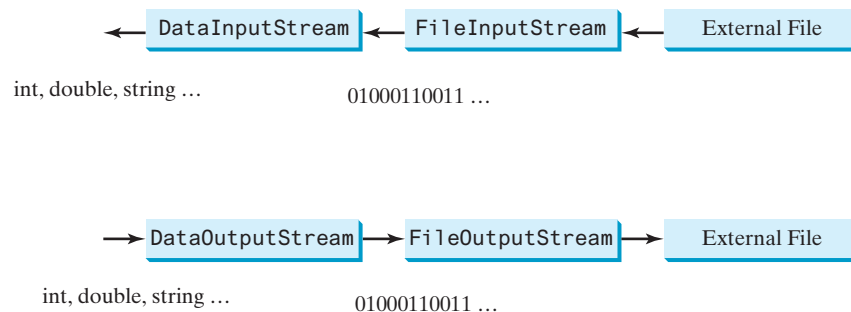 DataInputStream FileInputStream External File
int, double, string …
01000110011 …
DataOutputStream FileOutputStream External File
int, double, string …
01000110011 …